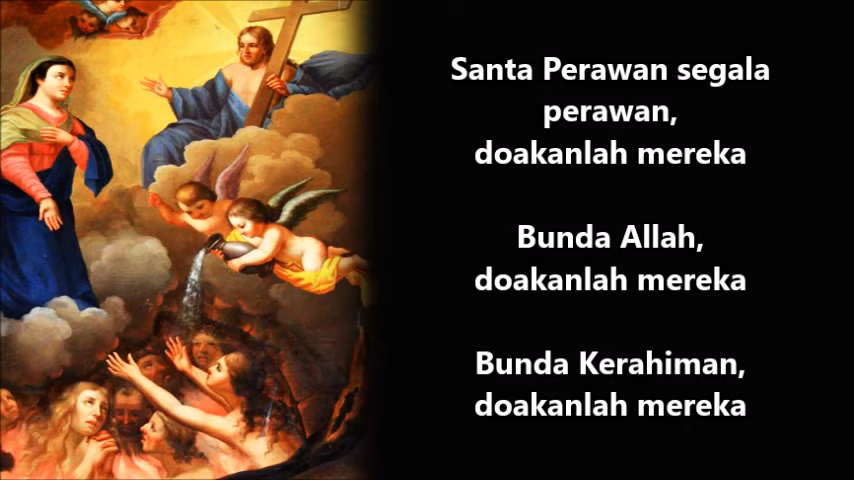 Santa Perawan segala
perawan,
doakanlah mereka
Bunda Allah,
doakanlah mereka
Bunda Kerahiman,
doakanlah mereka